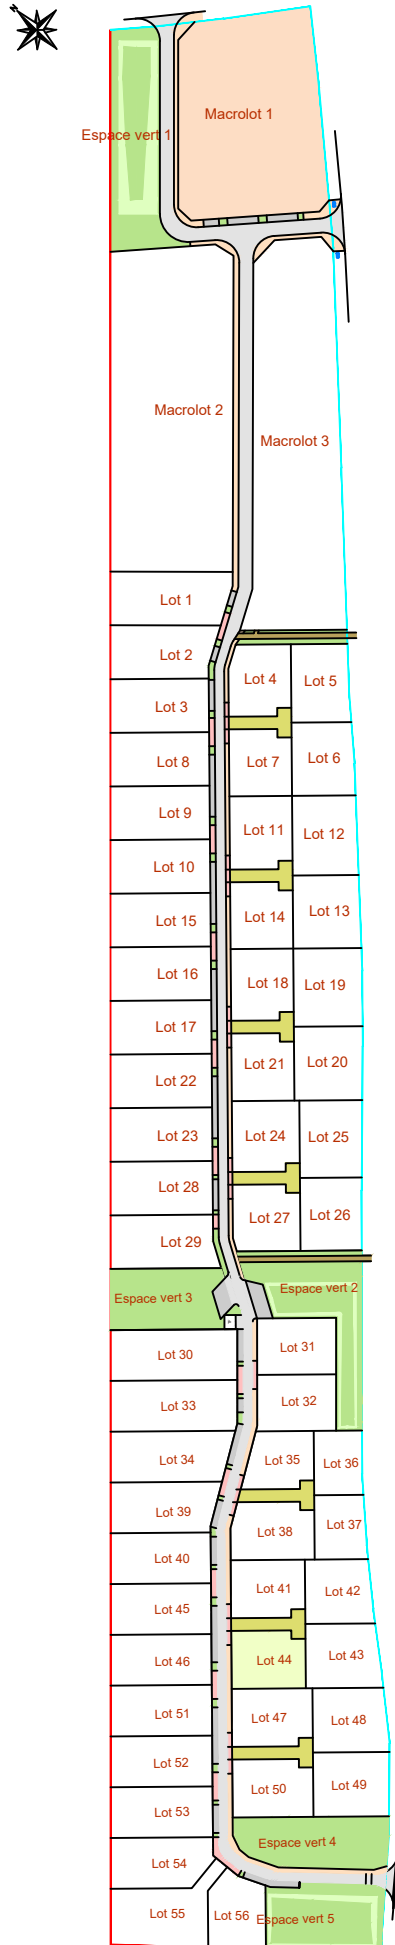 Macrolot 1
Espace vert 1
Macrolot 2
Macrolot 3
Lot 1
Lot 2
Lot 4
Lot 5
Lot 3
Lot 8
Lot 7
Lot 6
Lot 9
Lot 11
Lot 12
Lot 10
Lot 15
Lot 14
Lot 13
Lot 16
Lot 18
Lot 19
Lot 17
Lot 21
Lot 20
Lot 22
Lot 23
Lot 24
Lot 25
Lot 28
Lot 27
Lot 26
Lot 29
Espace vert 3
Espace vert 2
Lot 30
Lot 31
Lot 33
Lot 32
Lot 34
Lot 35
Lot 36
Lot 39
Lot 38
Lot 37
Lot 40
Lot 41
Lot 42
Lot 45
Lot 46
Lot 44
Lot 43
Lot 51
Lot 47
Lot 48
Lot 52
Lot 50
Lot 49
Lot 53
Espace vert 4
Lot 54
Lot 55
Lot 56
Espace vert 5